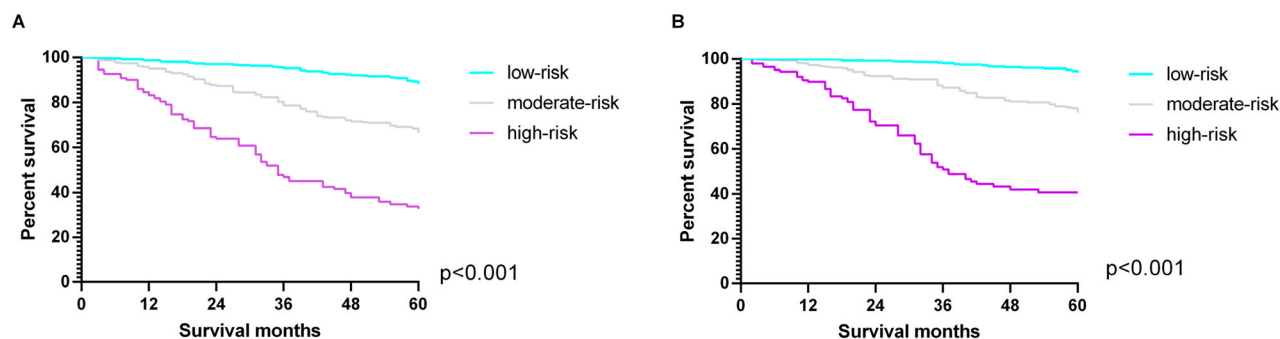 A
Percent survival
100
80
60
40
20
0
0 12 24 36 48 60
Survival months
low-risk
moderate-risk
high-risk
p<0.001
B
Percent survival
100
80
60
40
20
0
0 12 24 36 48 60
Survival months
low-risk
moderate-risk
high-risk
p<0.001